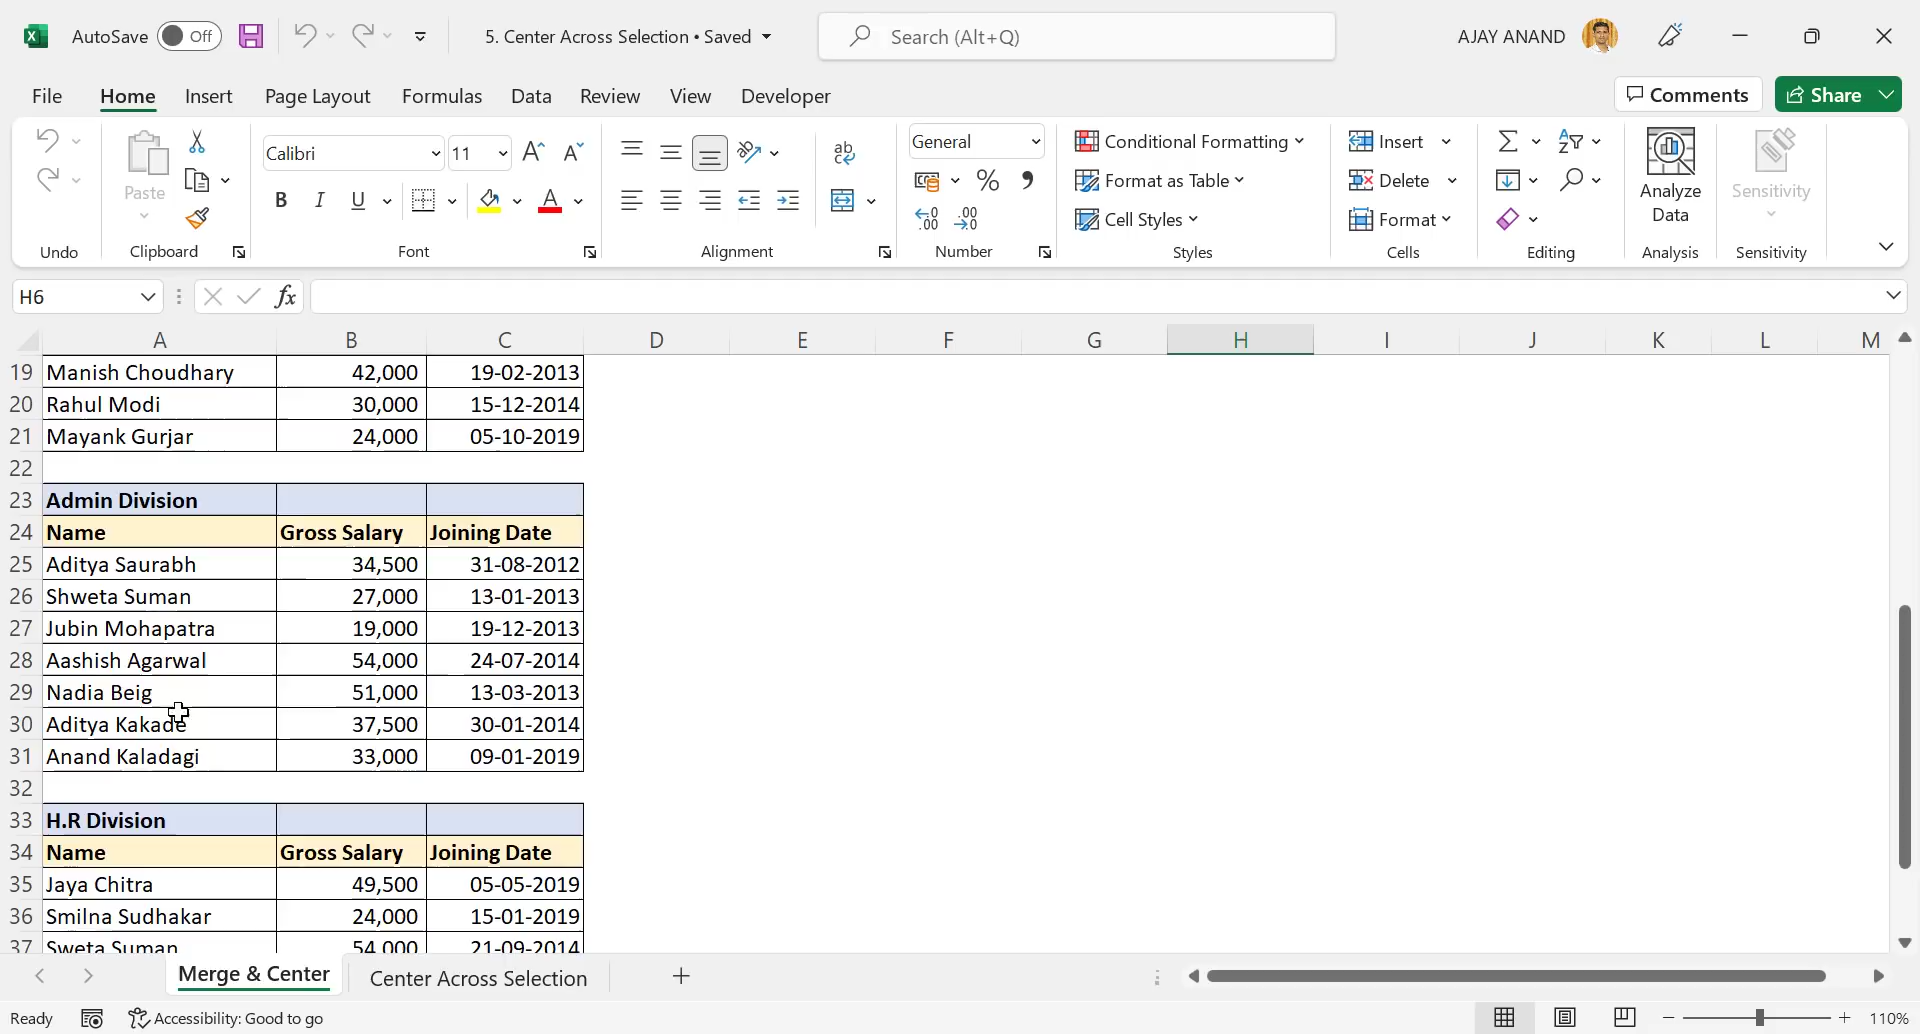 AutoSave Off 5. Center Across Selection • Saved Search (Alt+Q) AJAY ANAND
File Home Insert Page Layout Formulas Data Review View Developer Comments Share
Paste Calibri 11 General Conditional Formatting Format as Table Cell Styles Insert Delete Format Analyze Data Sensitivity
Undo Clipboard Font Alignment Number Styles Cells Editing Analysis Sensitivity
H6 fx
A B C D E F G H I J K L M
19 Manish Choudhary 42,000 19-02-2013
20 Rahul Modi 30,000 15-12-2014
21 Mayank Gurjar 24,000 05-10-2019
22
23 Admin Division
24 Name Gross Salary Joining Date
25 Aditya Saurabh 34,500 31-08-2012
26 Shweta Suman 27,000 13-01-2013
27 Jubin Mohapatra 19,000 19-12-2013
28 Aashish Agarwal 54,000 24-07-2014
29 Nadia Beig 51,000 13-03-2013
30 Aditya Kakade 37,500 30-01-2014
31 Anand Kaladagi 33,000 09-01-2019
32
33 H.R Division
34 Name Gross Salary Joining Date
35 Jaya Chitra 49,500 05-05-2019
36 Smilna Sudhakar 24,000 15-01-2019
37 Sweta Suman 54,000 21-09-2014
Merge & Center Center Across Selection
Ready Accessibility: Good to go 110%